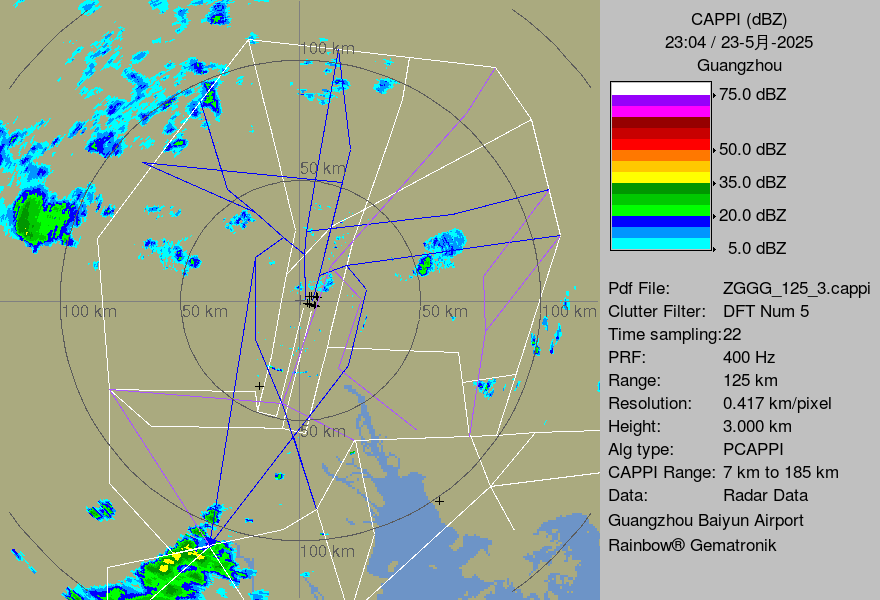 CAPPI (dBZ)
23:04 / 23-5月-2025
Guangzhou
75.0 dBZ
50.0 dBZ
35.0 dBZ
20.0 dBZ
5.0 dBZ
Pdf File: ZGGG_125_3.cappi
Clutter Filter: DFT Num 5
Time sampling:22
PRF: 400 Hz
Range: 125 km
Resolution: 0.417 km/pixel
Height: 3.000 km
Alg type: PCAPPI
CAPPI Range: 7 km to 185 km
Data: Radar Data
Guangzhou Baiyun Airport
Rainbow® Gematronik
100 km
50 km
100 km
50 km
50 km
100 km
50 km
100 km